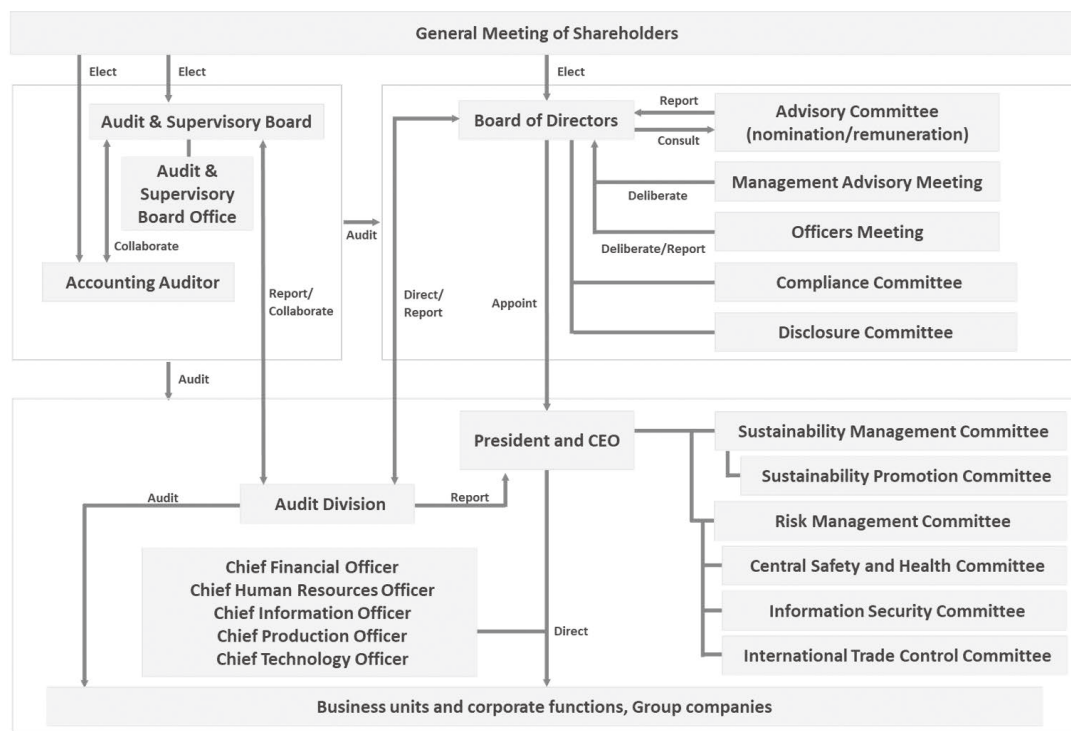 General Meeting of Shareholders
Elect
Elect
Elect
Audit & Supervisory Board
Audit &
Supervisory
Board Office
Collaborate
Accounting Auditor
Report/
Collaborate
Audit
Audit
Board of Directors
Report
Consult
Advisory Committee
(nomination/remuneration)
Management Advisory Meeting
Deliberate
Officers Meeting
Deliberate/Report
Compliance Committee
Disclosure Committee
Direct/
Report
Appoint
President and CEO
Sustainability Management Committee
Sustainability Promotion Committee
Risk Management Committee
Central Safety and Health Committee
Information Security Committee
International Trade Control Committee
Audit
Audit Division
Report
Chief Financial Officer
Chief Human Resources Officer
Chief Information Officer
Chief Production Officer
Chief Technology Officer
Direct
Business units and corporate functions, Group companies